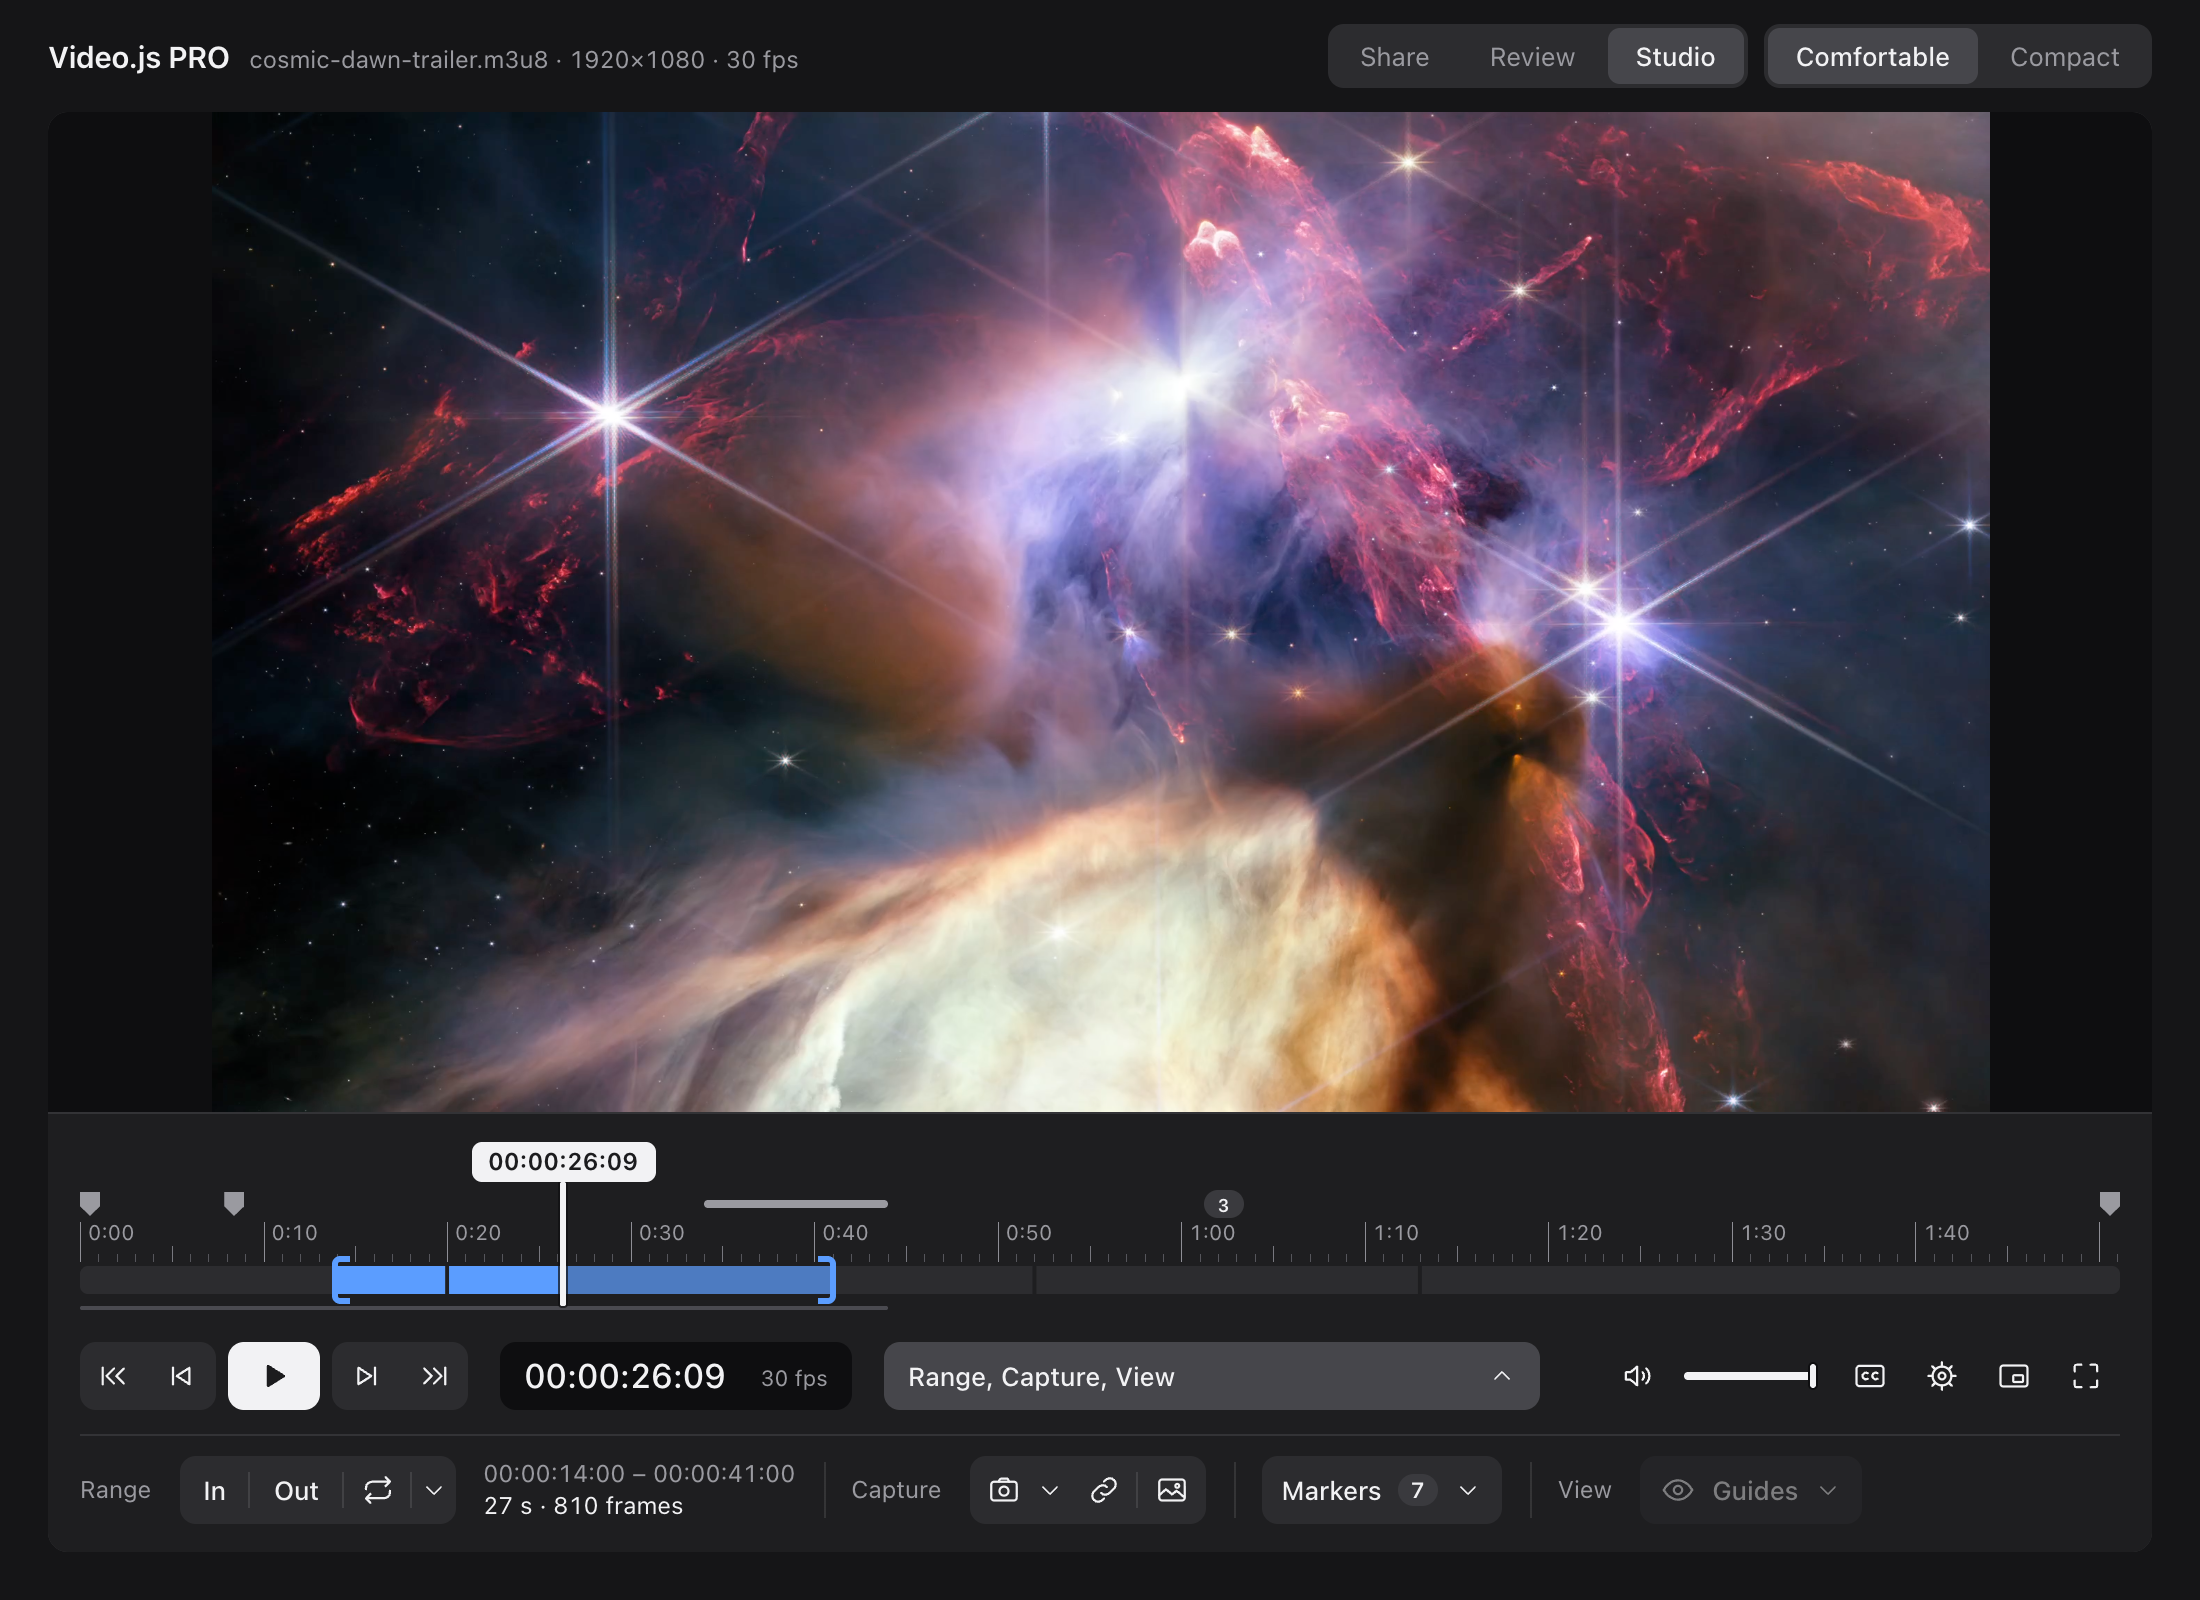 Video.js PRO cosmic-dawn-trailer.m3u8 · 1920×1080 · 30 fps
Share Review Studio Comfortable Compact
00:00:26:09
3
0:00 0:10 0:20 0:30 0:40 0:50 1:00 1:10 1:20 1:30 1:40
00:00:26:09 30 fps Range, Capture, View CC
Range In Out 00:00:14:00 – 00:00:41:00
27 s · 810 frames
Capture Markers 7 View Guides